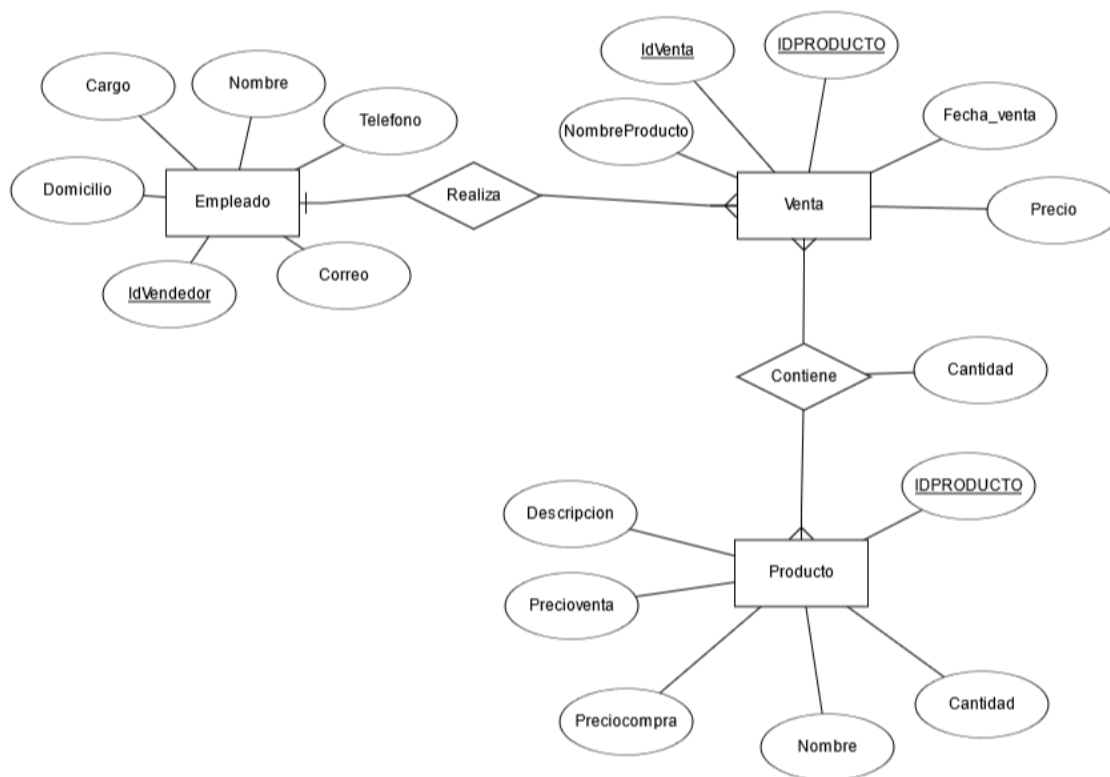 IdVenta
IDPRODUCTO
Cargo
Nombre
Telefono
NombreProducto
Fecha_venta
Domicilio
Empleado
Realiza
Venta
Precio
IdVendedor
Correo
Contiene
Cantidad
IDPRODUCTO
Descripcion
Producto
Precioventa
Preciocompra
Nombre
Cantidad